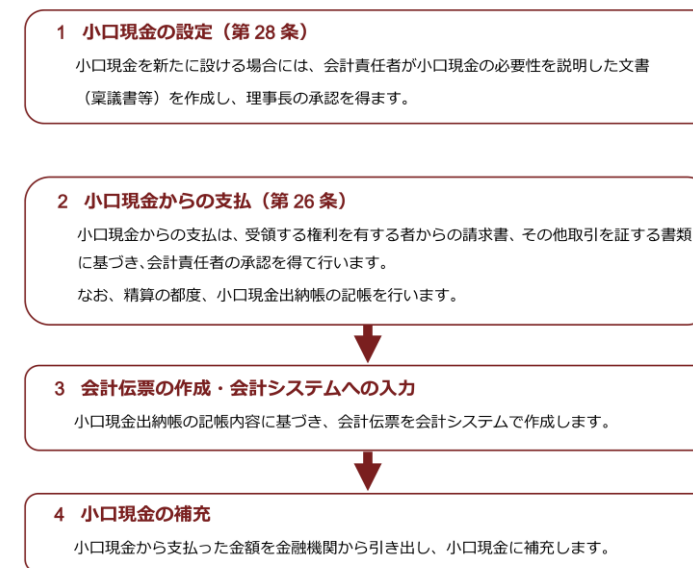 1 小口現金の設定（第 28 条）
小口現金を新たに設ける場合には、会計責任者が小口現金の必要性を説明した文書
（稟議書等）を作成し、理事長の承認を得ます。
2 小口現金からの支払（第 26 条）
小口現金からの支払は、受領する権利を有する者からの請求書、その他取引を証する書類
に基づき、会計責任者の承認を得て行います。
なお、精算の都度、小口現金出納帳の記帳を行います。
3 会計伝票の作成・会計システムへの入力
小口現金出納帳の記帳内容に基づき、会計伝票を会計システムで作成します。
4 小口現金の補充
小口現金から支払った金額を金融機関から引き出し、小口現金に補充します。